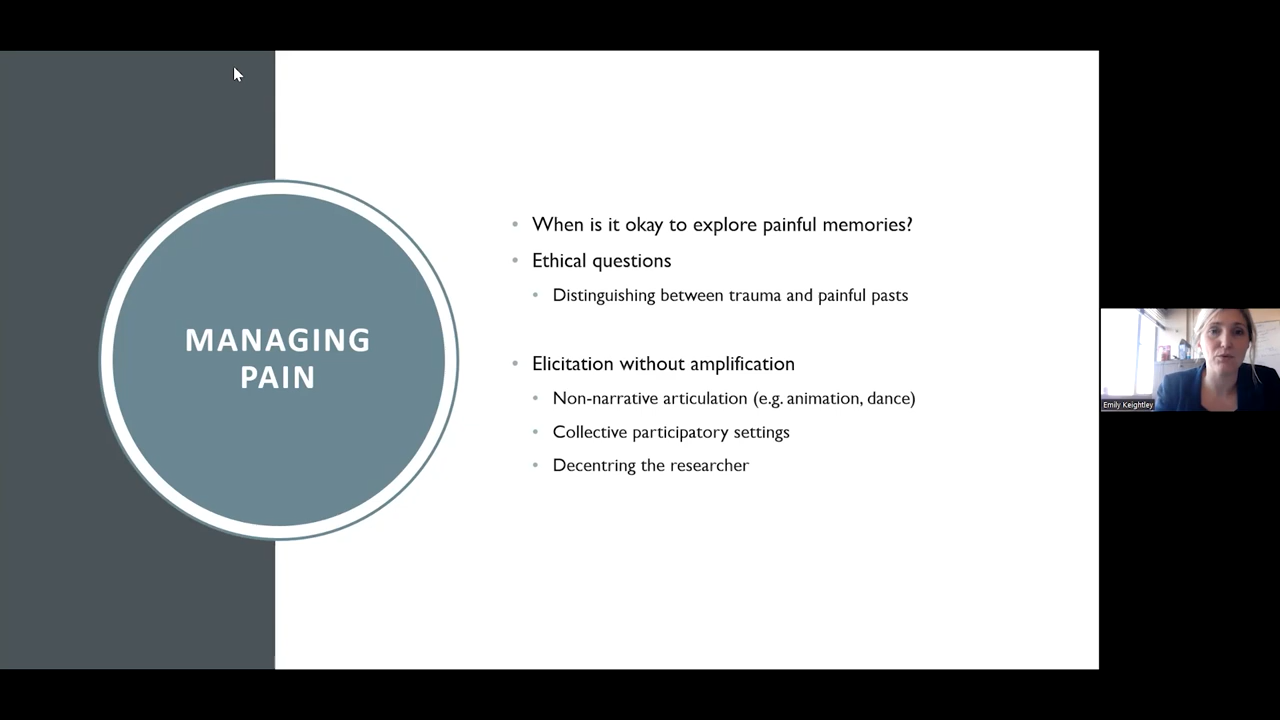 MANAGING
PAIN
When is it okay to explore painful memories?
Ethical questions
Distinguishing between trauma and painful pasts
Elicitation without amplification
Non-narrative articulation (e.g. animation, dance)
Collective participatory settings
Decentring the researcher
Emily Keightley